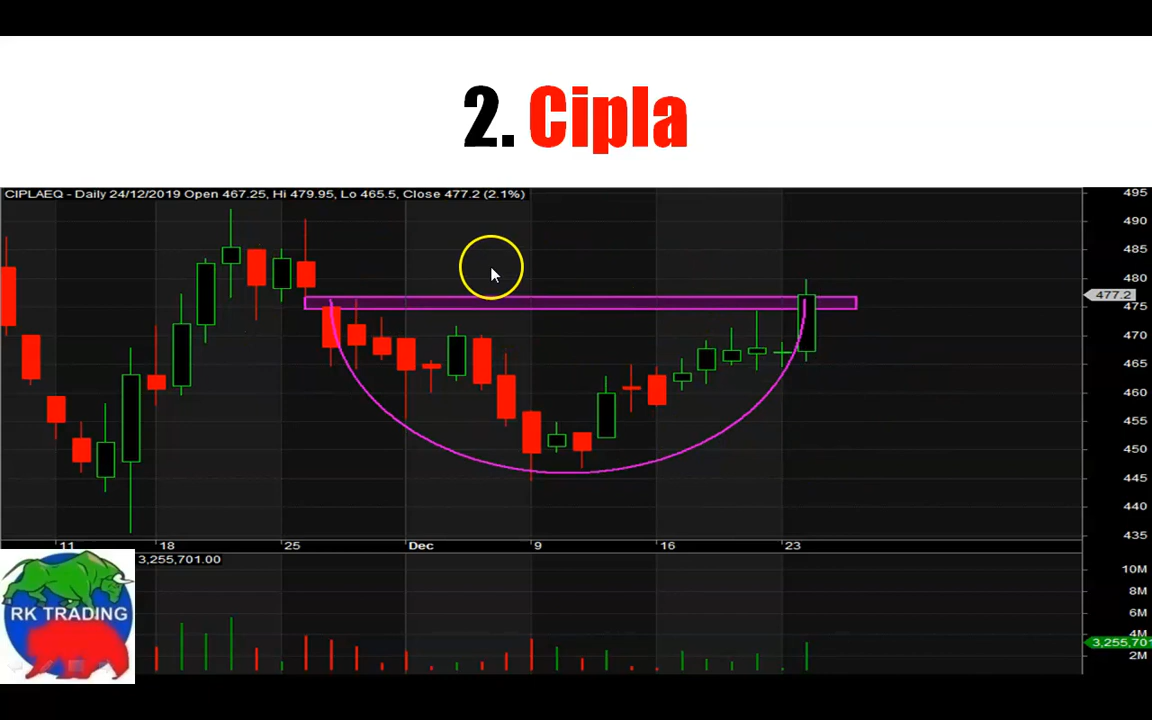 2. Cipla
CIPLAEQ - Daily 24/12/2019 Open 467.25, Hi 479.95, Lo 465.5, Close 477.2 (2.1%)
495
490
485
480
477.2
475
470
465
460
455
450
445
440
435
11 18 25 Dec 9 16 23
3,255,701.00
10M
8M
6M
4M
3,255,701
2M
RK TRADING